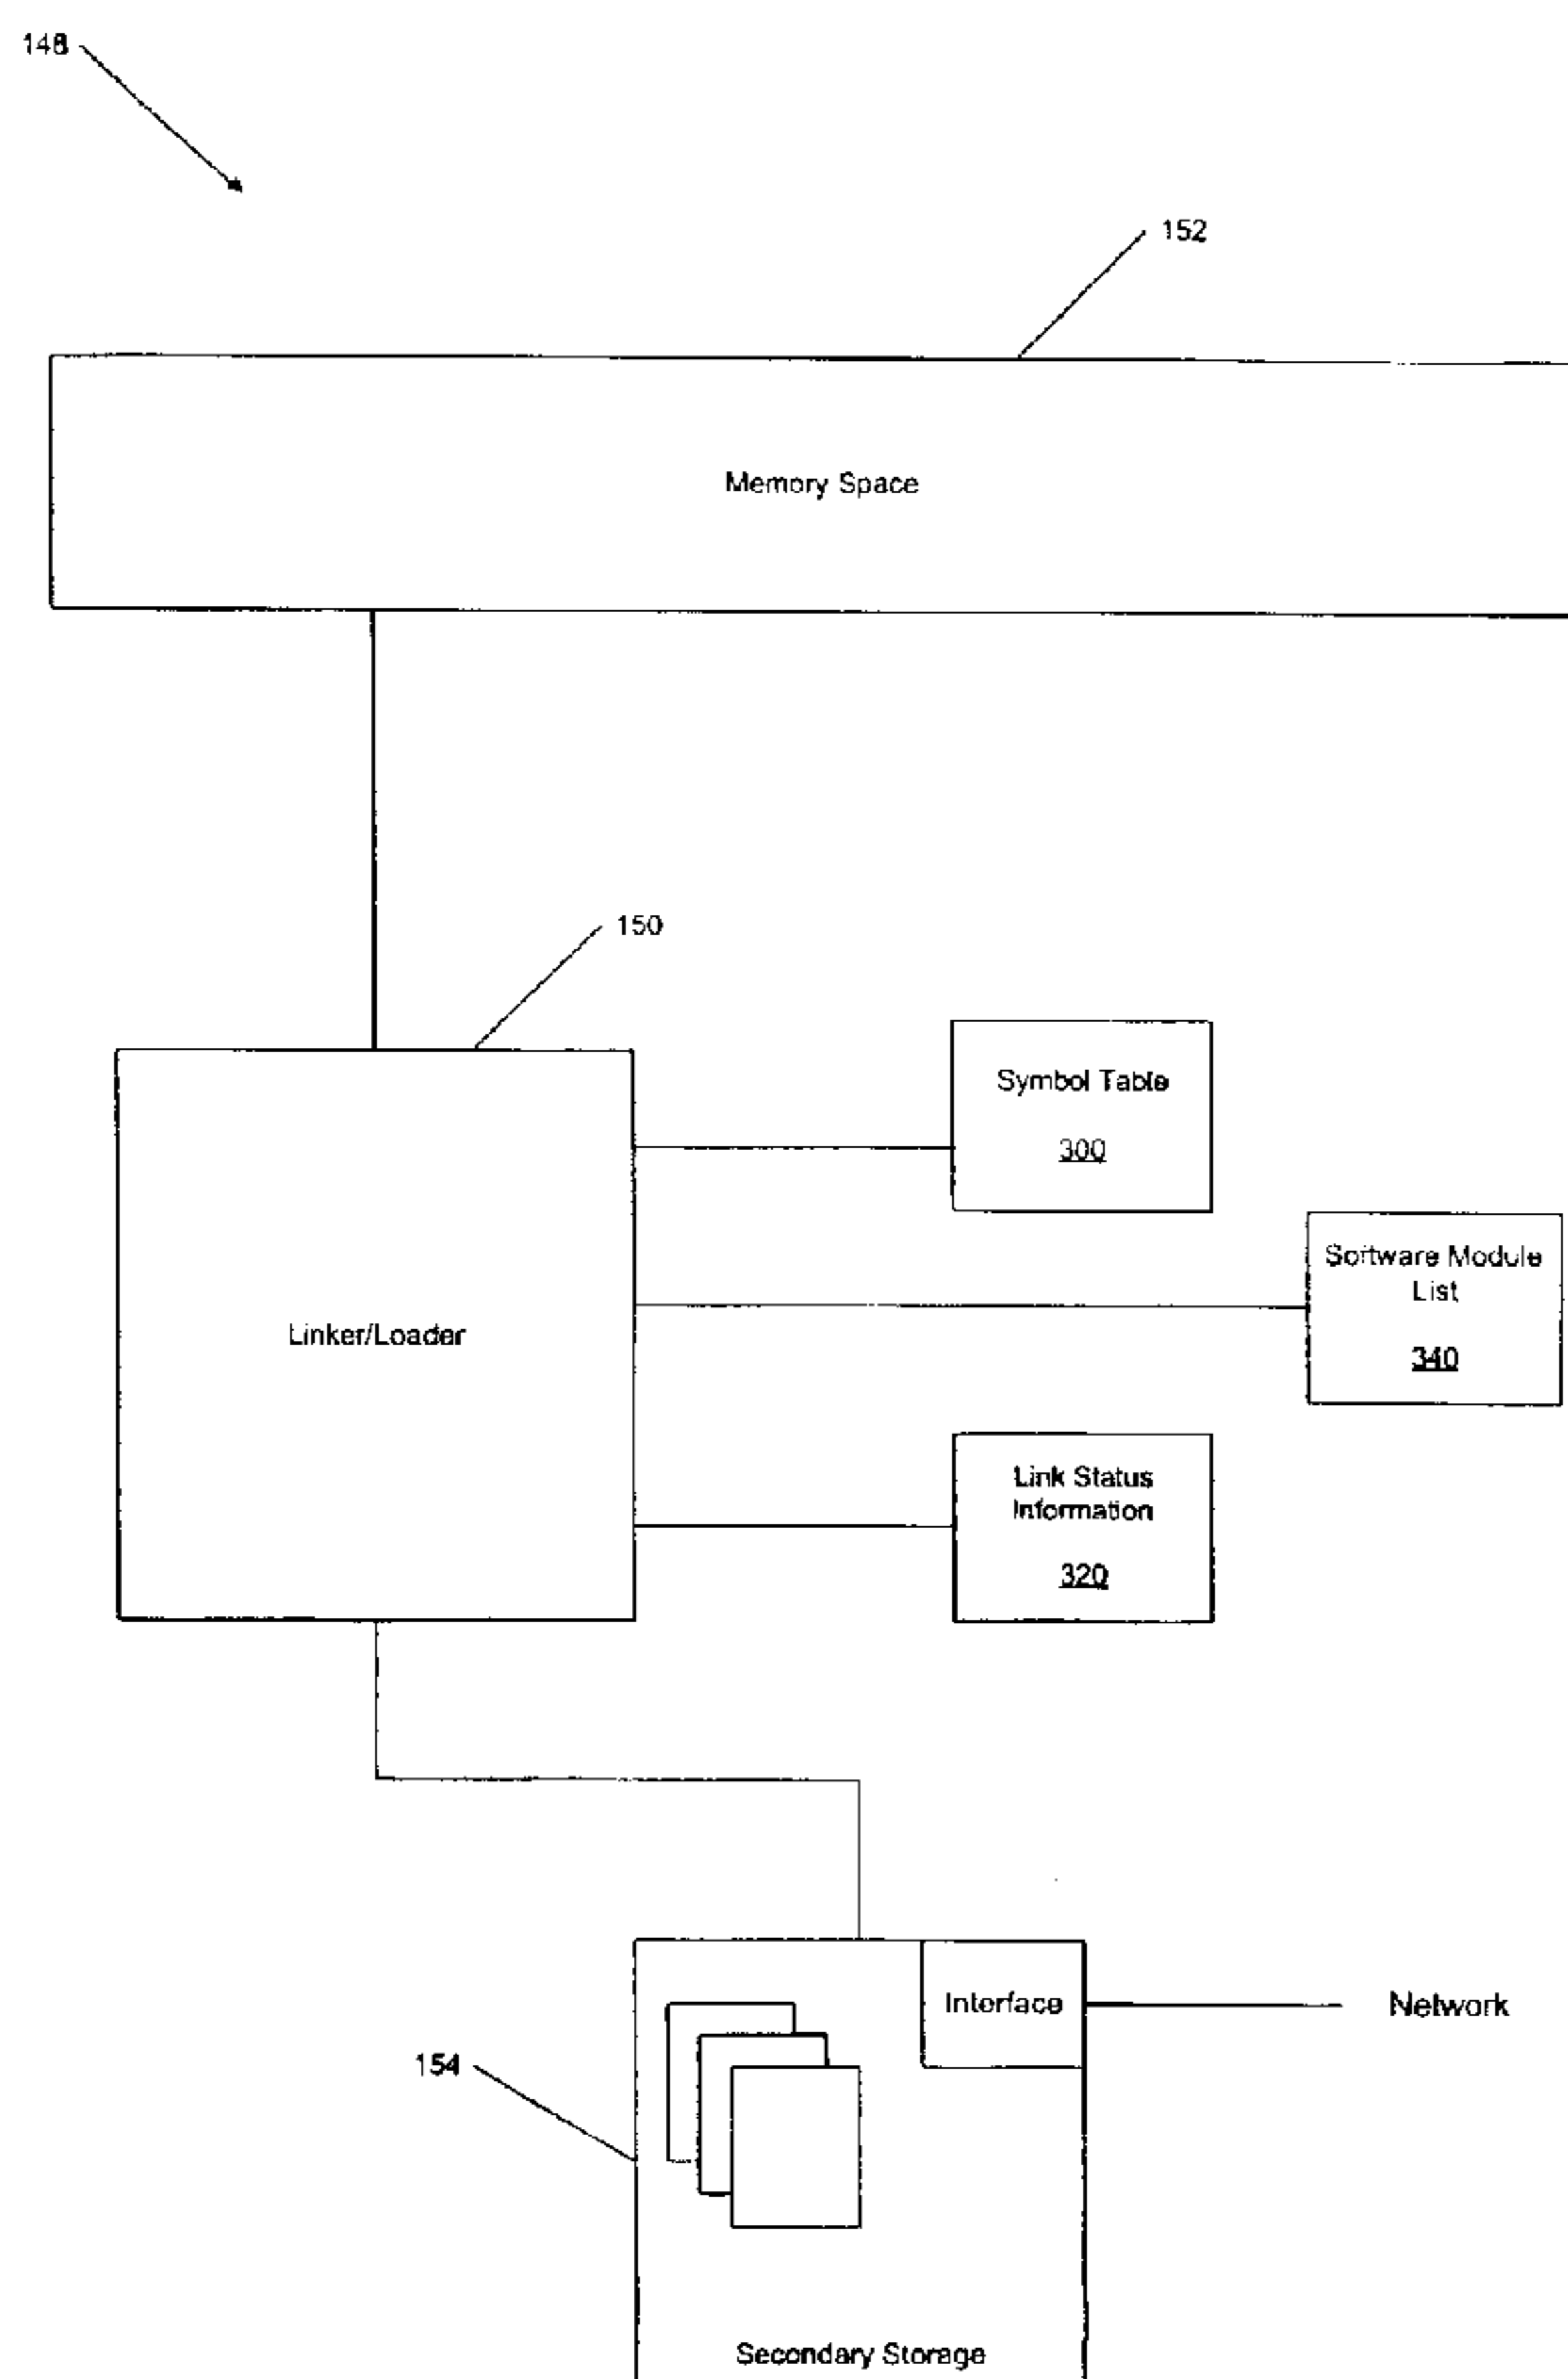 148
152
Memory Space
150
Symbol Table
300
Software Module
List
340
Linker/Loader
Link Status
Information
320
Interface
Network
154
Secondary Storage